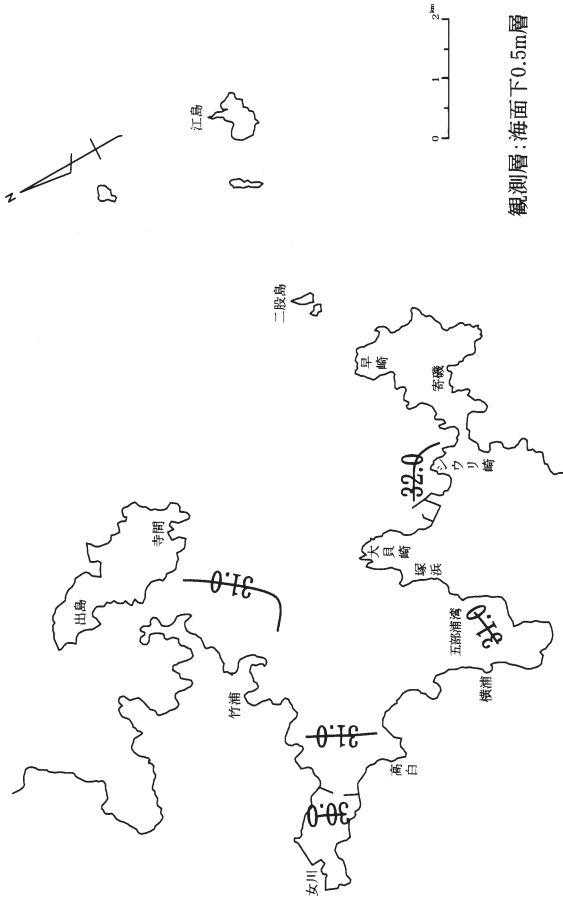 N
江島
0
1
2 km
観測層:海面下0.5m層
二股島
早崎
寄磯
シウリ崎
32.0
大貝崎
塚浜
寺間
出島
31.0
五部浦湾
31.0
横浦
竹浦
31.0
高白
30.0
女川